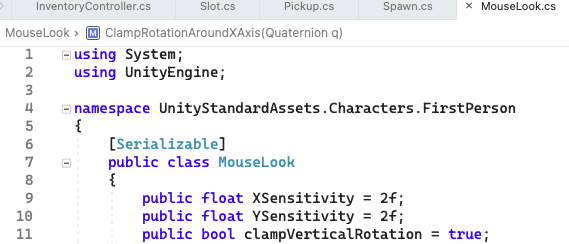 InventoryController.cs Slot.cs Pickup.cs Spawn.cs × MouseLook.cs
MouseLook › M ClampRotationAroundXAxis(Quaternion q)
1 using System;
2 using UnityEngine;
3
4 namespace UnityStandardAssets.Characters.FirstPerson
5 {
6 [Serializable]
7 public class MouseLook
8 {
9 public float XSensitivity = 2f;
10 public float YSensitivity = 2f;
11 public bool clampVerticalRotation = true;